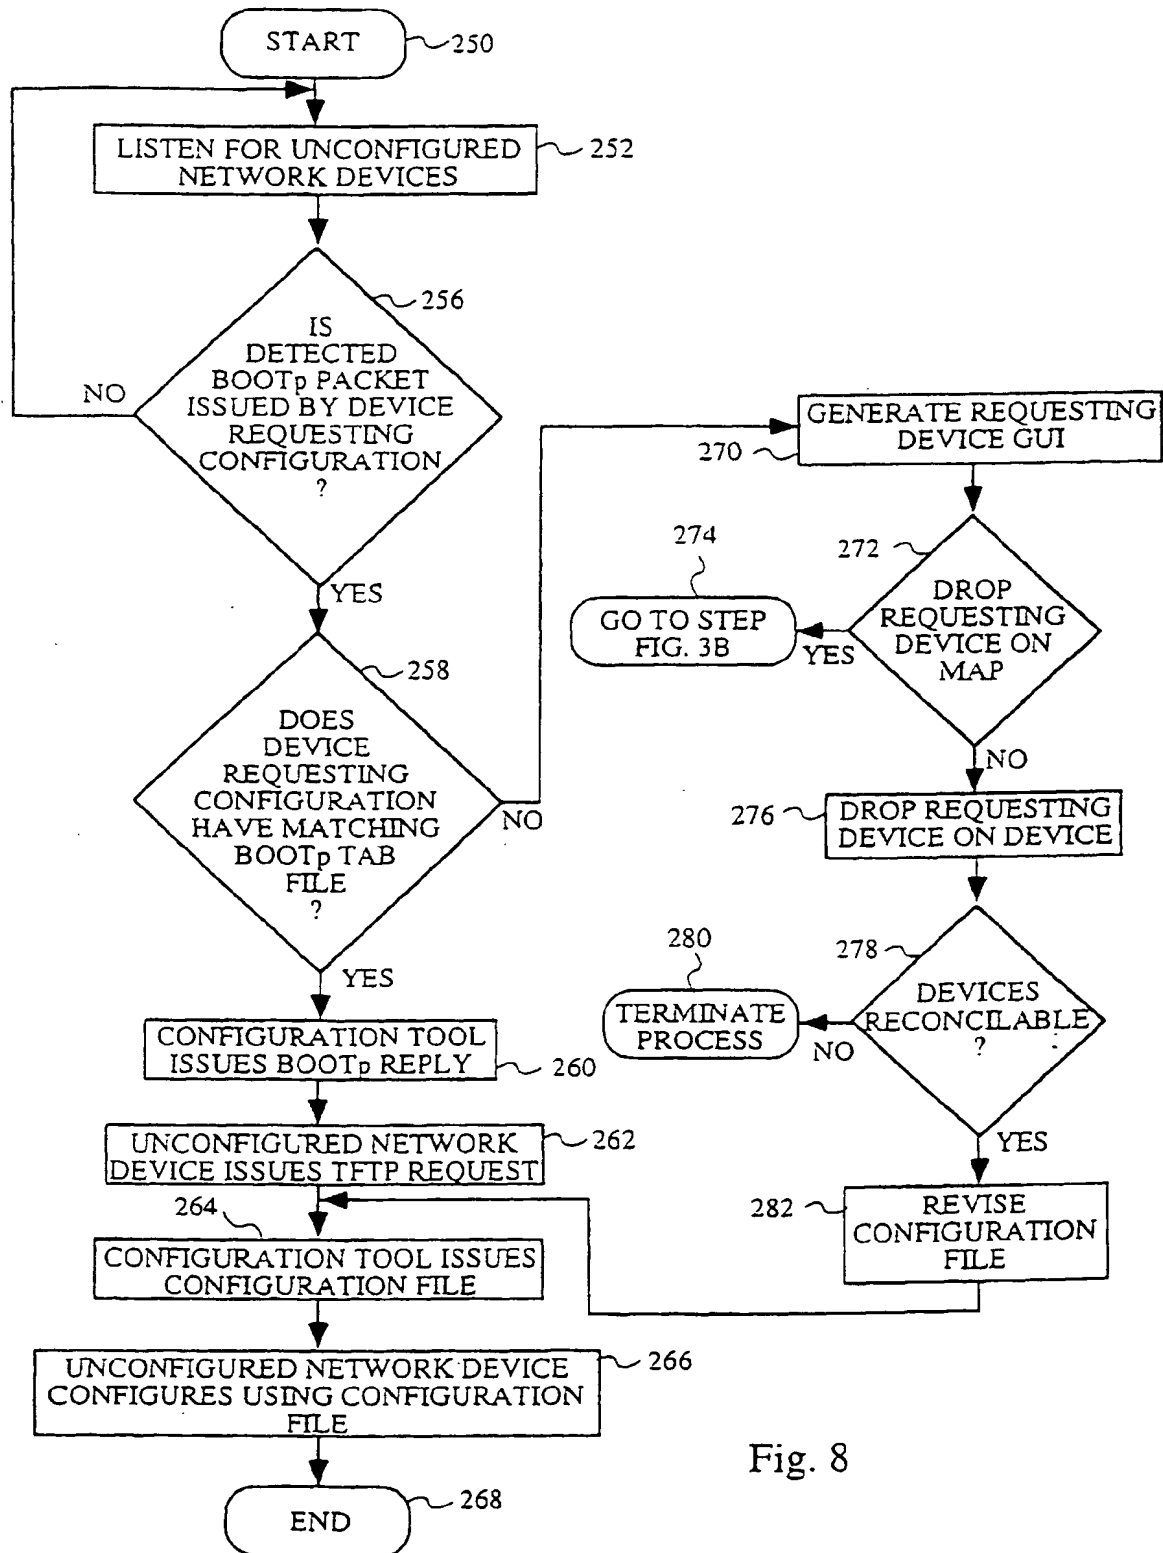 START
250
LISTEN FOR UNCONFIGURED
NETWORK DEVICES
252
256
IS
DETECTED
BOOTp PACKET
ISSUED BY DEVICE
REQUESTING
CONFIGURATION
?
NO
YES
258
DOES
DEVICE
REQUESTING
CONFIGURATION
HAVE MATCHING
BOOTp TAB
FILE
?
NO
YES
CONFIGURATION TOOL
ISSUES BOOTp REPLY
260
UNCONFIGURED NETWORK
DEVICE ISSUES TFTP REQUEST
262
264
CONFIGURATION TOOL ISSUES
CONFIGURATION FILE
UNCONFIGURED NETWORK DEVICE
CONFIGURES USING CONFIGURATION
FILE
266
END
268
GENERATE REQUESTING
DEVICE GUI
270
272
DROP
REQUESTING
DEVICE ON
MAP
YES
274
GO TO STEP
FIG. 3B
NO
276
DROP REQUESTING
DEVICE ON DEVICE
278
DEVICES
RECONCILABLE
?
NO
280
TERMINATE
PROCESS
YES
282
REVISE
CONFIGURATION
FILE
Fig. 8